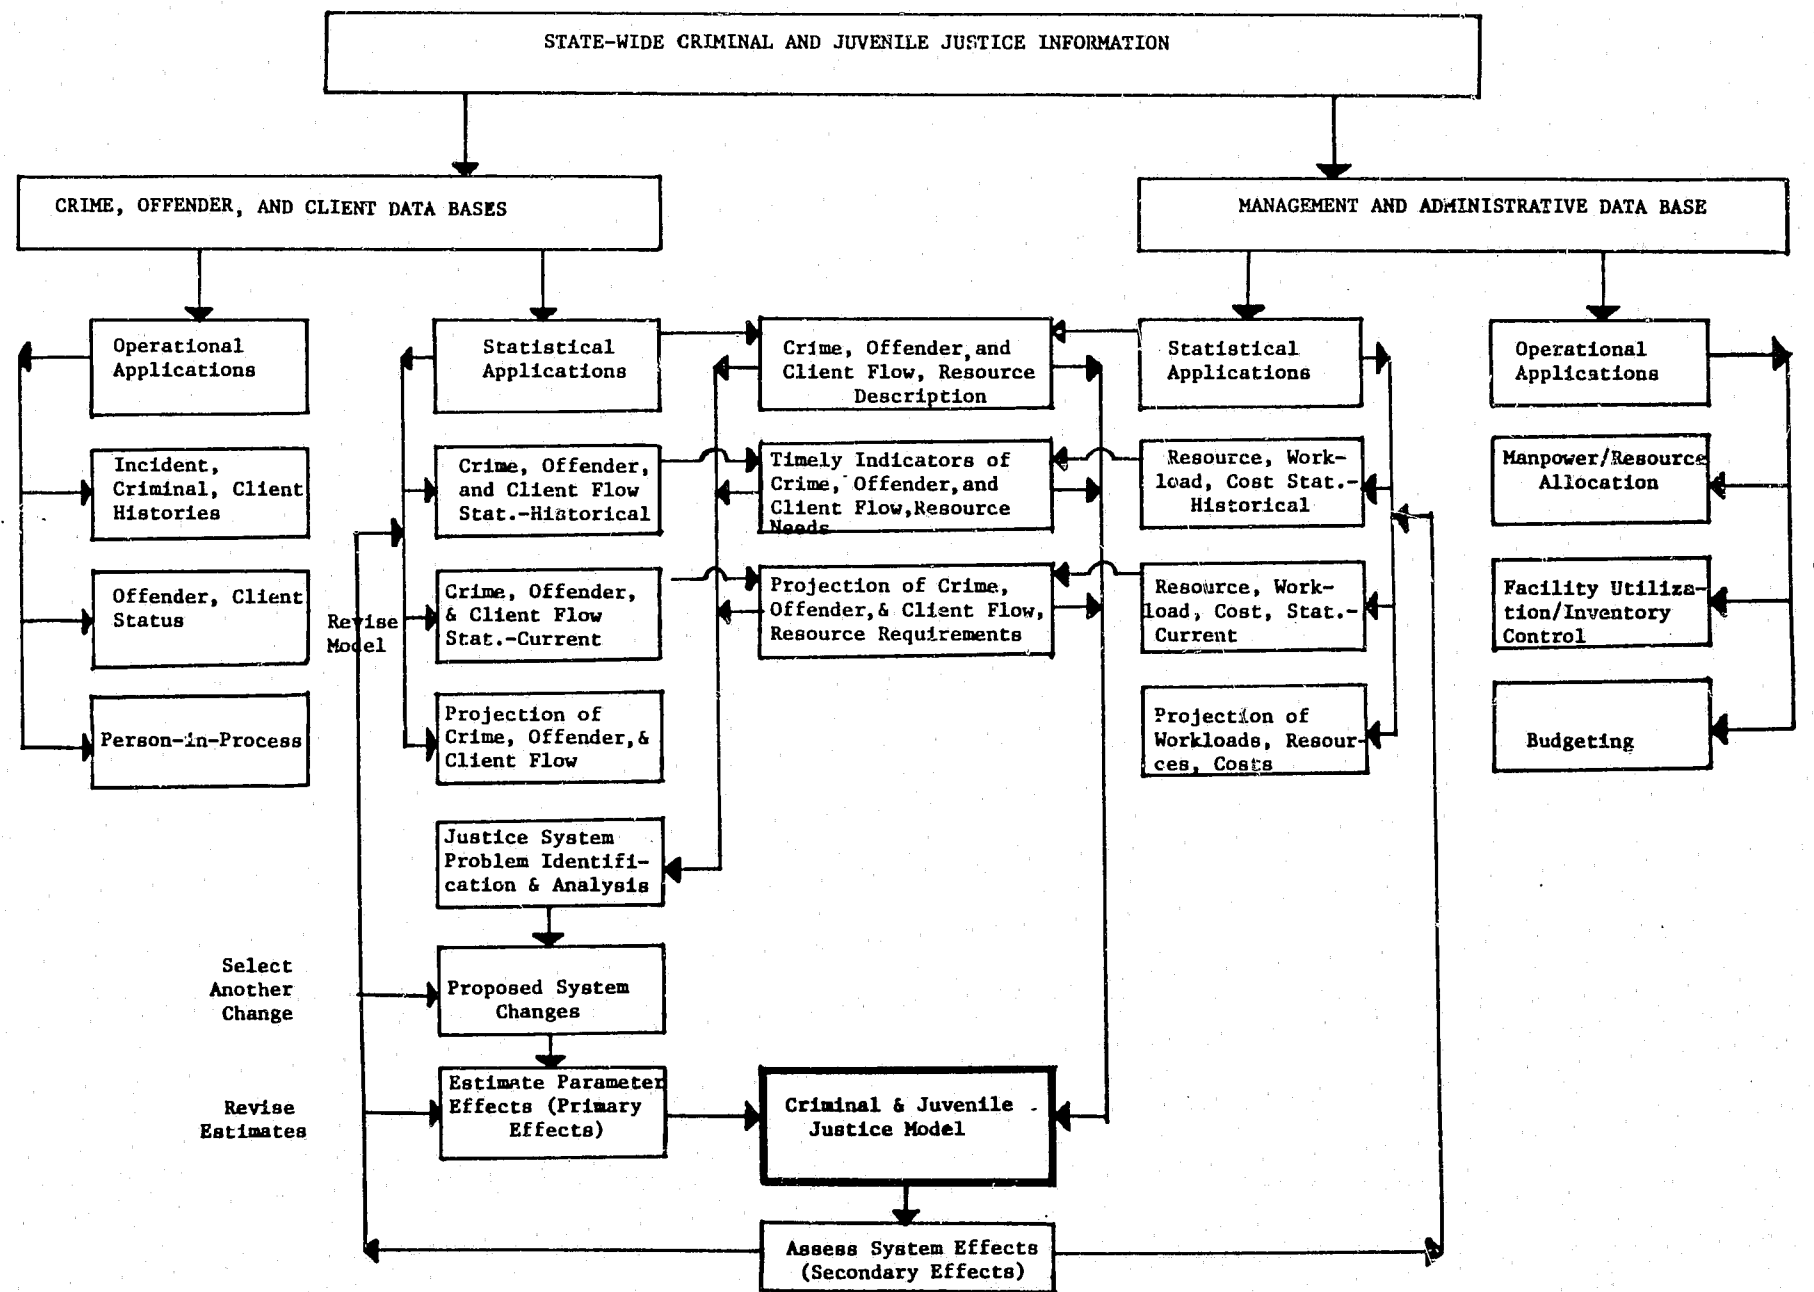 STATE-WIDE CRIMINAL AND JUVENILE JUSTICE INFORMATION
CRIME, OFFENDER, AND CLIENT DATA BASES
MANAGEMENT AND ADMINISTRATIVE DATA BASE
Operational
Applications
Statistical
Applications
Crime, Offender, and
Client Flow, Resource
Description
Statistical
Applications
Operational
Applications
Incident,
Criminal, Client
Histories
Crime, Offender,
and Client Flow
Stat.-Historical
Timely Indicators of
Crime, Offender, and
Client Flow, Resource
Needs
Resource, Work-
load, Cost Stat.-
Historical
Manpower/Resource
Allocation
Offender, Client
Status
Revise
Model
Crime, Offender,
& Client Flow
Stat.-Current
Projection of Crime,
Offender, & Client Flow,
Resource Requirements
Resource, Work-
load, Cost, Stat.-
Current
Facility Utiliza-
tion/Inventory
Control
Person-in-Process
Projection of
Crime, Offender, &
Client Flow
Projection of
Workloads, Resour-
ces, Costs
Budgeting
Justice System
Problem Identifi-
cation & Analysis
Select
Another
Change
Proposed System
Changes
Revise
Estimates
Estimate Parameter
Effects (Primary
Effects)
Criminal & Juvenile
Justice Model
Assess System Effects
(Secondary Effects)